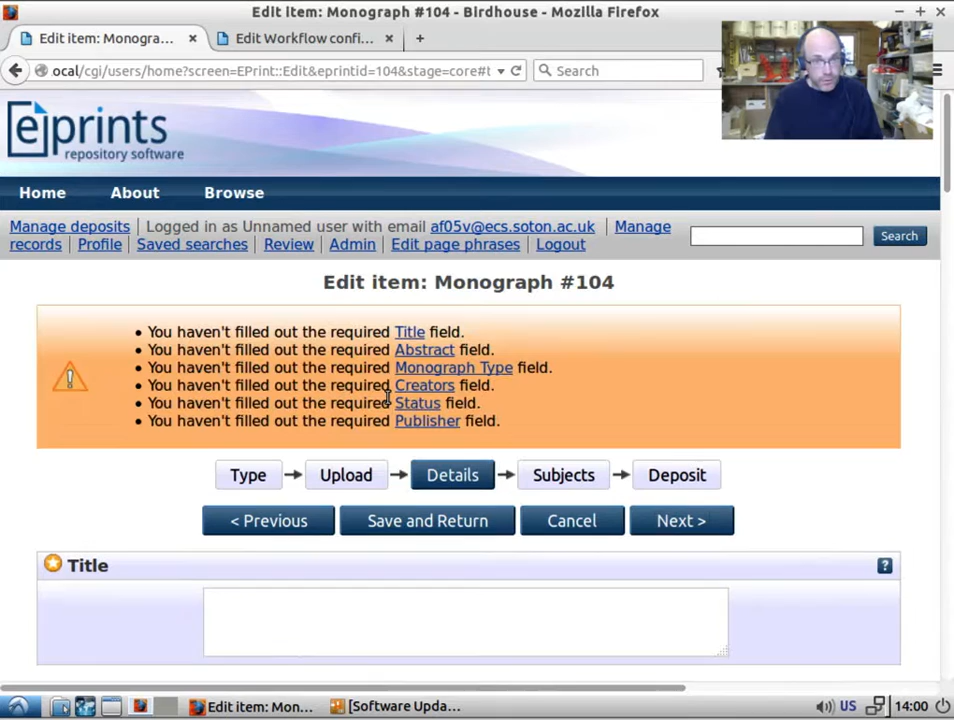 Edit item: Monograph #104 - Birdhouse - Mozilla Firefox
Edit item: Monogra... × Edit Workflow confi... × +
ocal/cgi/users/home?screen=EPrint::Edit&eprintid=104&stage=core#t Search
eprints
repository software
Home About Browse
Manage deposits | Logged in as Unnamed user with email af05v@ecs.soton.ac.uk | Manage
records | Profile | Saved searches | Review | Admin | Edit page phrases | Logout Search
Edit item: Monograph #104
• You haven't filled out the required Title field.
• You haven't filled out the required Abstract field.
• You haven't filled out the required Monograph Type field.
• You haven't filled out the required Creators field.
• You haven't filled out the required Status field.
• You haven't filled out the required Publisher field.
Type Upload Details Subjects Deposit
< Previous Save and Return Cancel Next >
Title ?
Edit item: Mon... [Software Upda... US 14:00